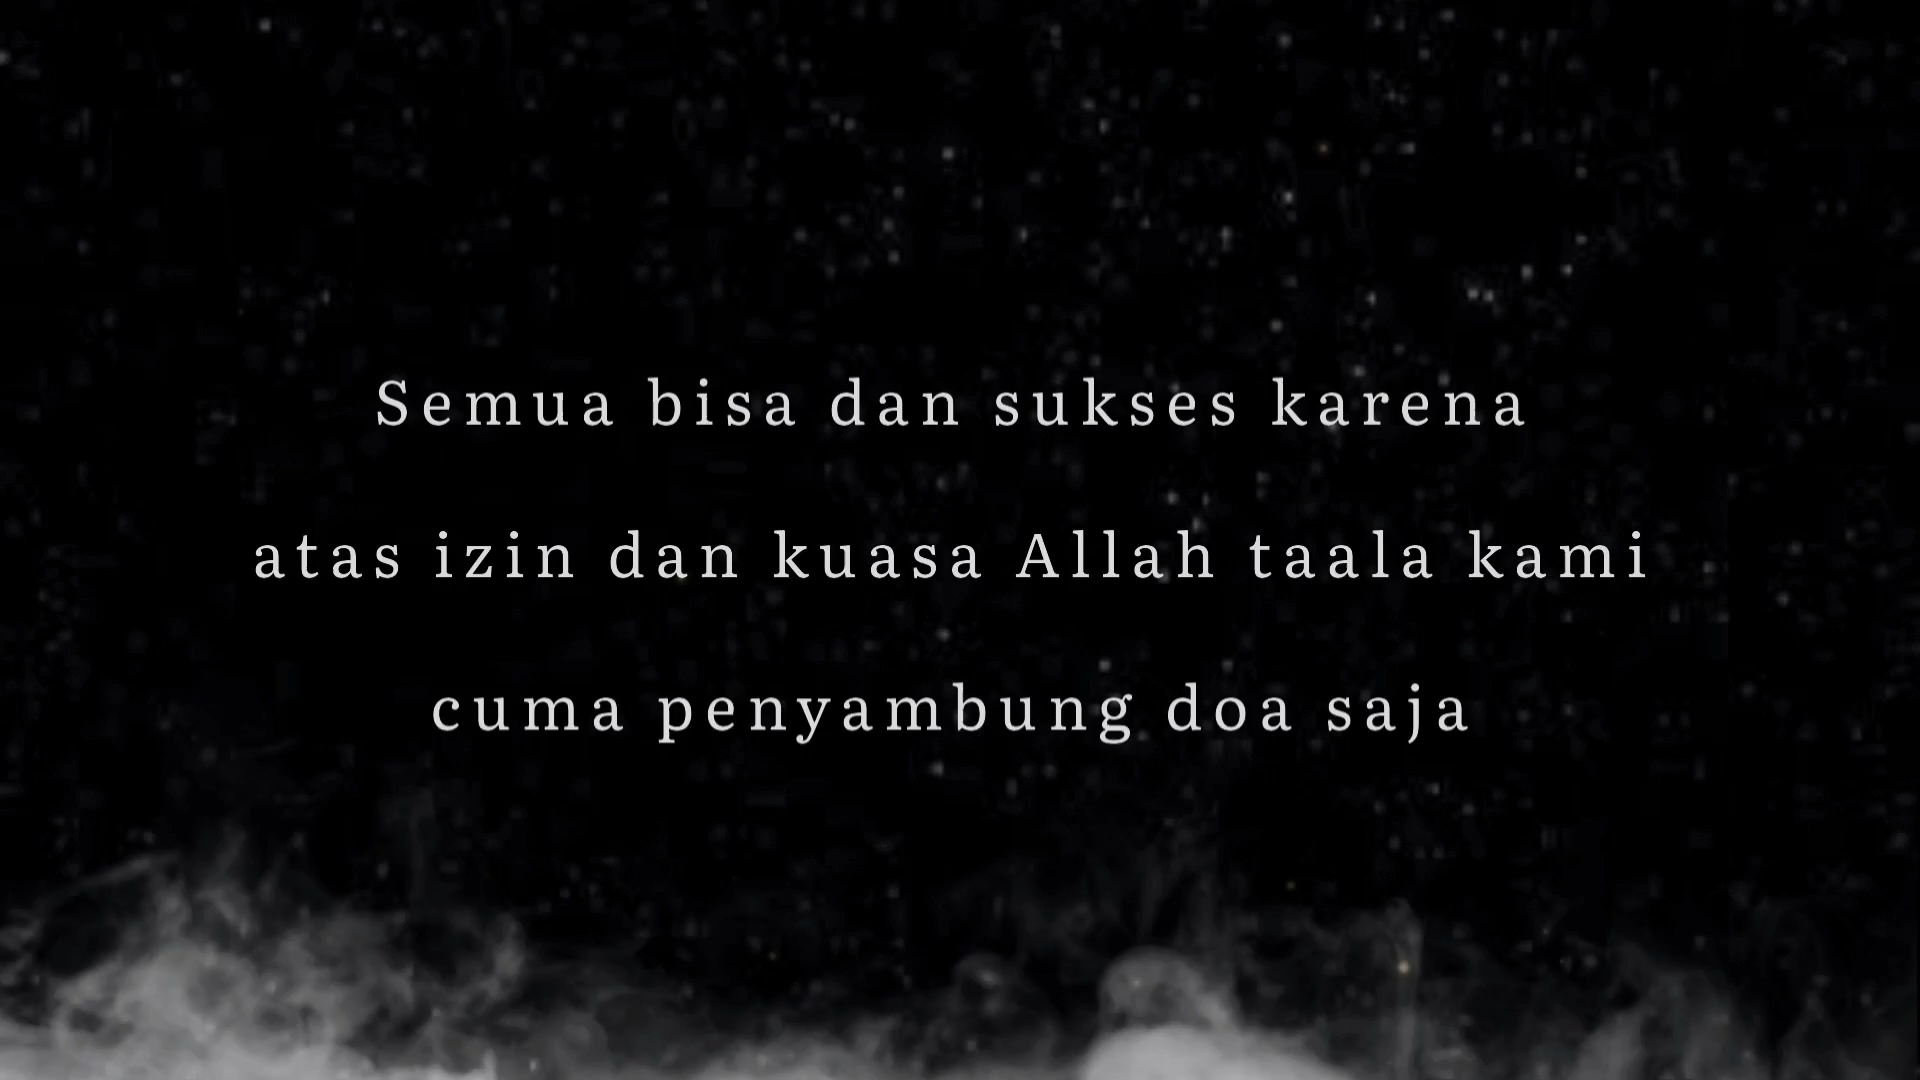 Semua bisa dan sukses karena
atas izin dan kuasa Allah taala kami
cuma penyambung doa saja